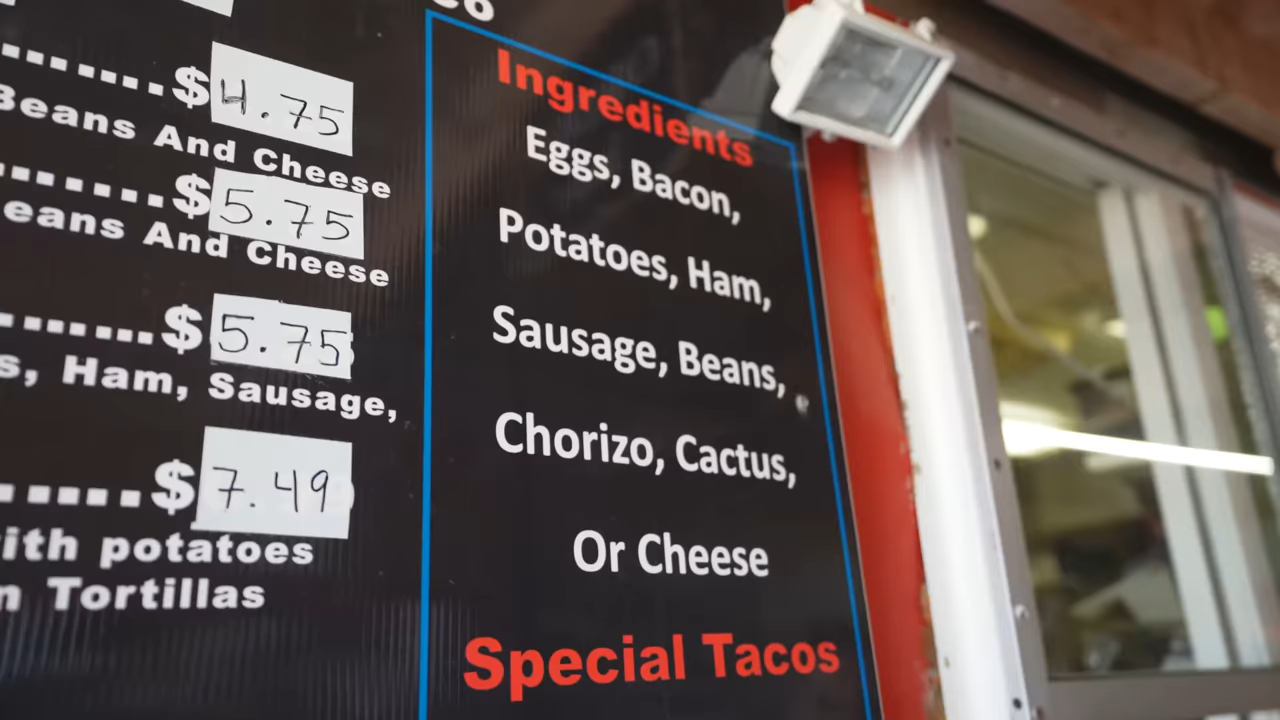 $4.75
Beans And Cheese
$5.75
eans And Cheese
$5.75
s, Ham, Sausage,
$7.49
ith potatoes
n Tortillas
Ingredients
Eggs, Bacon,
Potatoes, Ham,
Sausage, Beans,
Chorizo, Cactus,
Or Cheese
Special Tacos